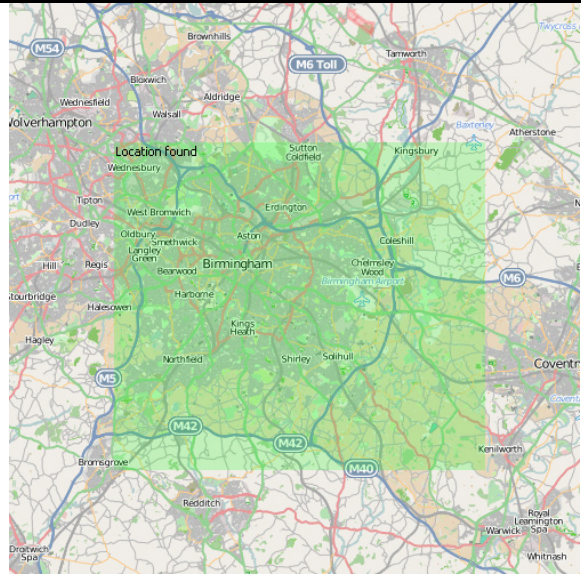 Twycross
Brownhills
M54
M6 Toll
Tamworth
Bloxwich
Wednesfield
Aldridge
Walsall
Wolverhampton
Baxterley
Atherstone
Location found
Sutton
Coldfield
Kingsbury
Wednesbury
Tipton
West Bromwich
Erdington
Dudley
Oldbury
Smethwick
Aston
Coleshill
Langley
Green
Hill
Regis
Bearwood
Birmingham
Chelmsley
Wood
M6
Birmingham Airport
Stourbridge
Halesowen
Harborne
Kings
Heath
Hagley
Northfield
Shirley
Solihull
M5
M42
M42
M40
Bromsgrove
Kenilworth
Redditch
Royal
Leamington
Spa
Warwick
Droitwich
Spa
Whitnash